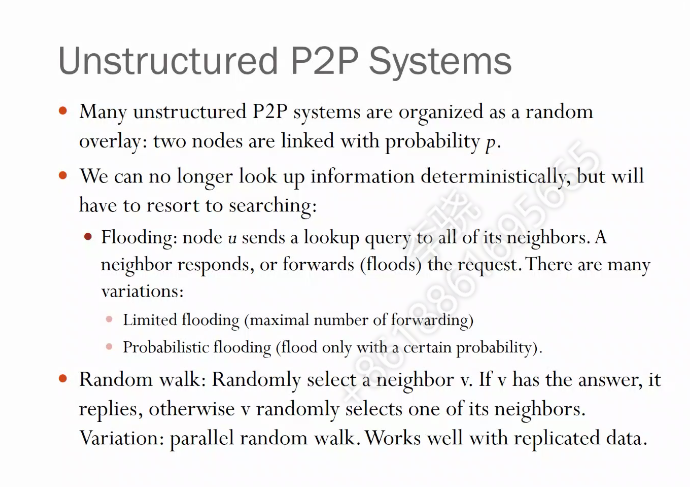 Unstructured P2P Systems
• Many unstructured P2P systems are organized as a random
overlay: two nodes are linked with probability p.
• We can no longer look up information deterministically, but will
have to resort to searching:
• Flooding: node u sends a lookup query to all of its neighbors. A
neighbor responds, or forwards (floods) the request. There are many
variations:
• Limited flooding (maximal number of forwarding)
• Probabilistic flooding (flood only with a certain probability).
• Random walk: Randomly select a neighbor v. If v has the answer, it
replies, otherwise v randomly selects one of its neighbors.
Variation: parallel random walk. Works well with replicated data.
+8618861695655